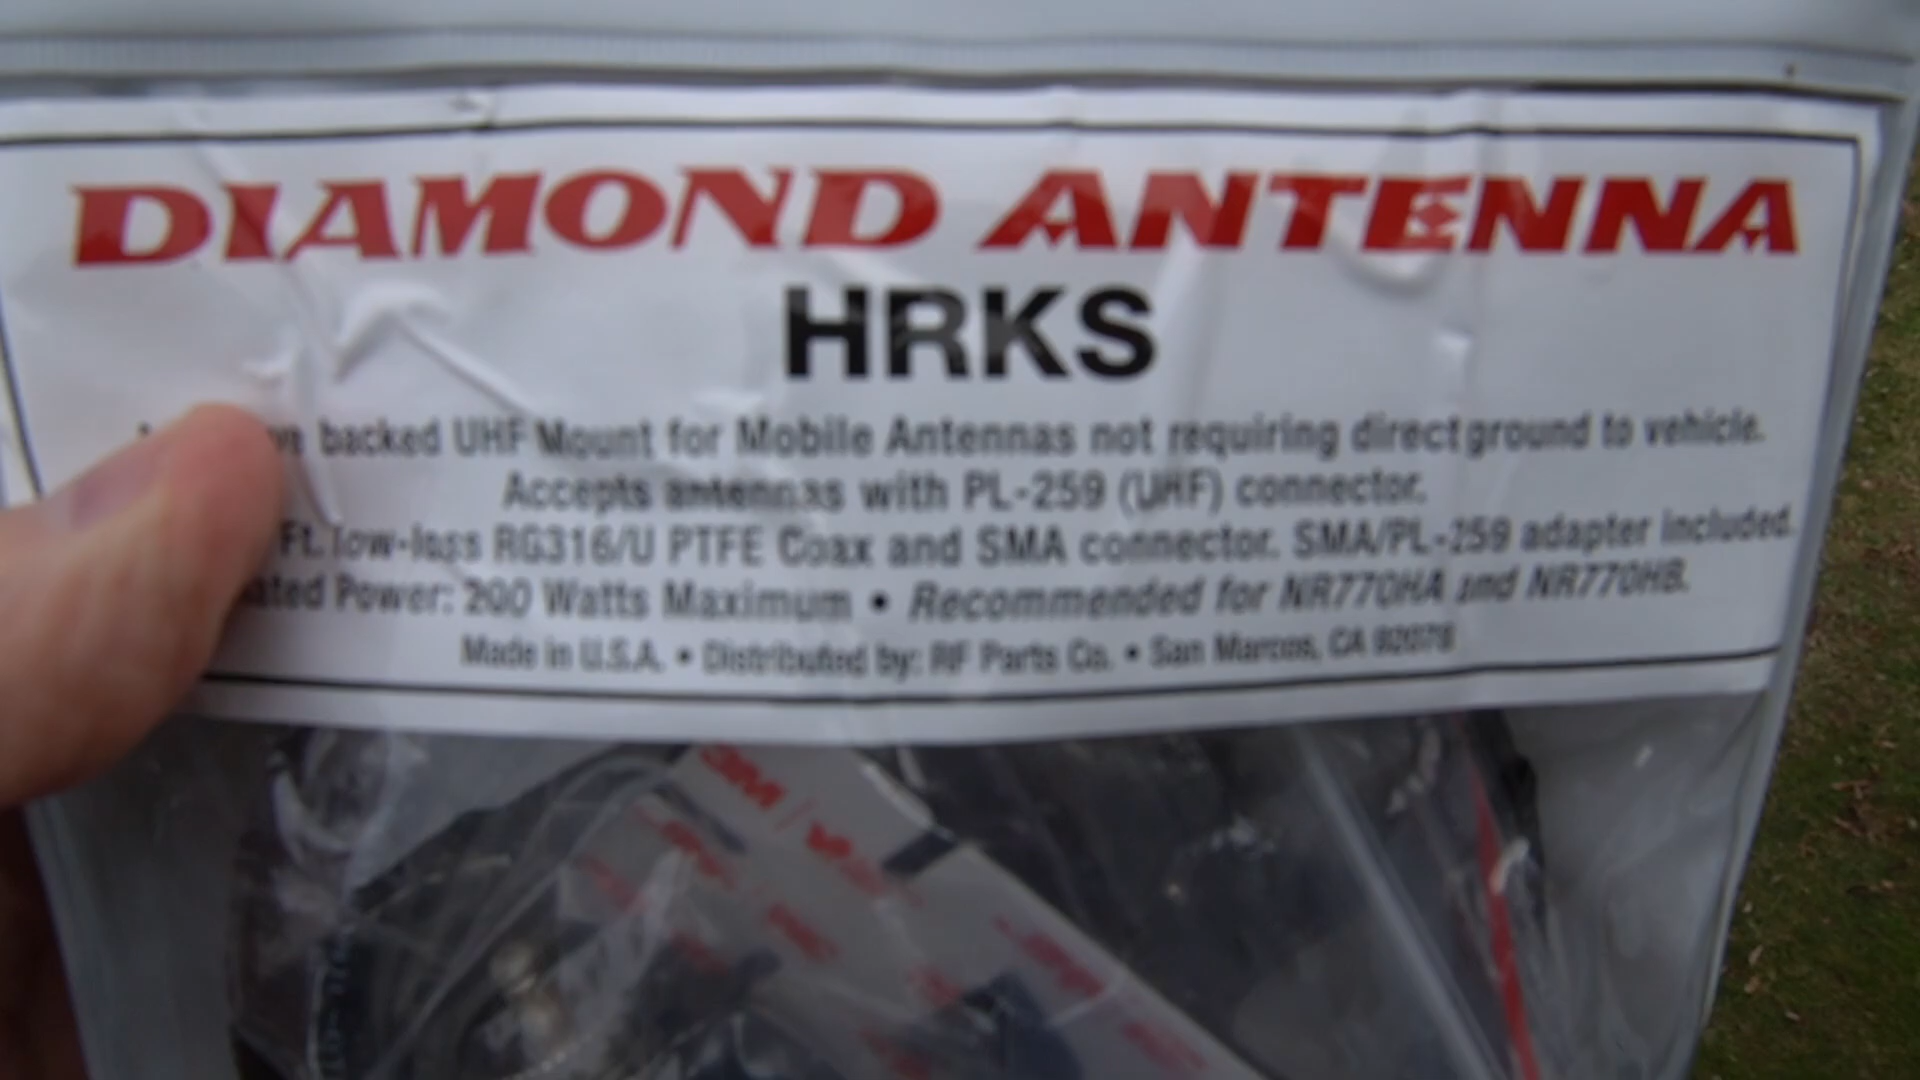 DIAMOND ANTENNA
HRKS
backed UHF Mount for Mobile Antennas not requiring direct ground to vehicle.
Accepts antennas with PL-259 (UHF) connector.
Ft. low-loss RG316/U PTFE Coax and SMA connector. SMA/PL-259 adapter included.
Power: 200 Watts Maximum • Recommended for NR770HA and NR770HB.
Made in U.S.A. • Distributed by: RF Parts Co. • San Marcos, CA 92078
3M